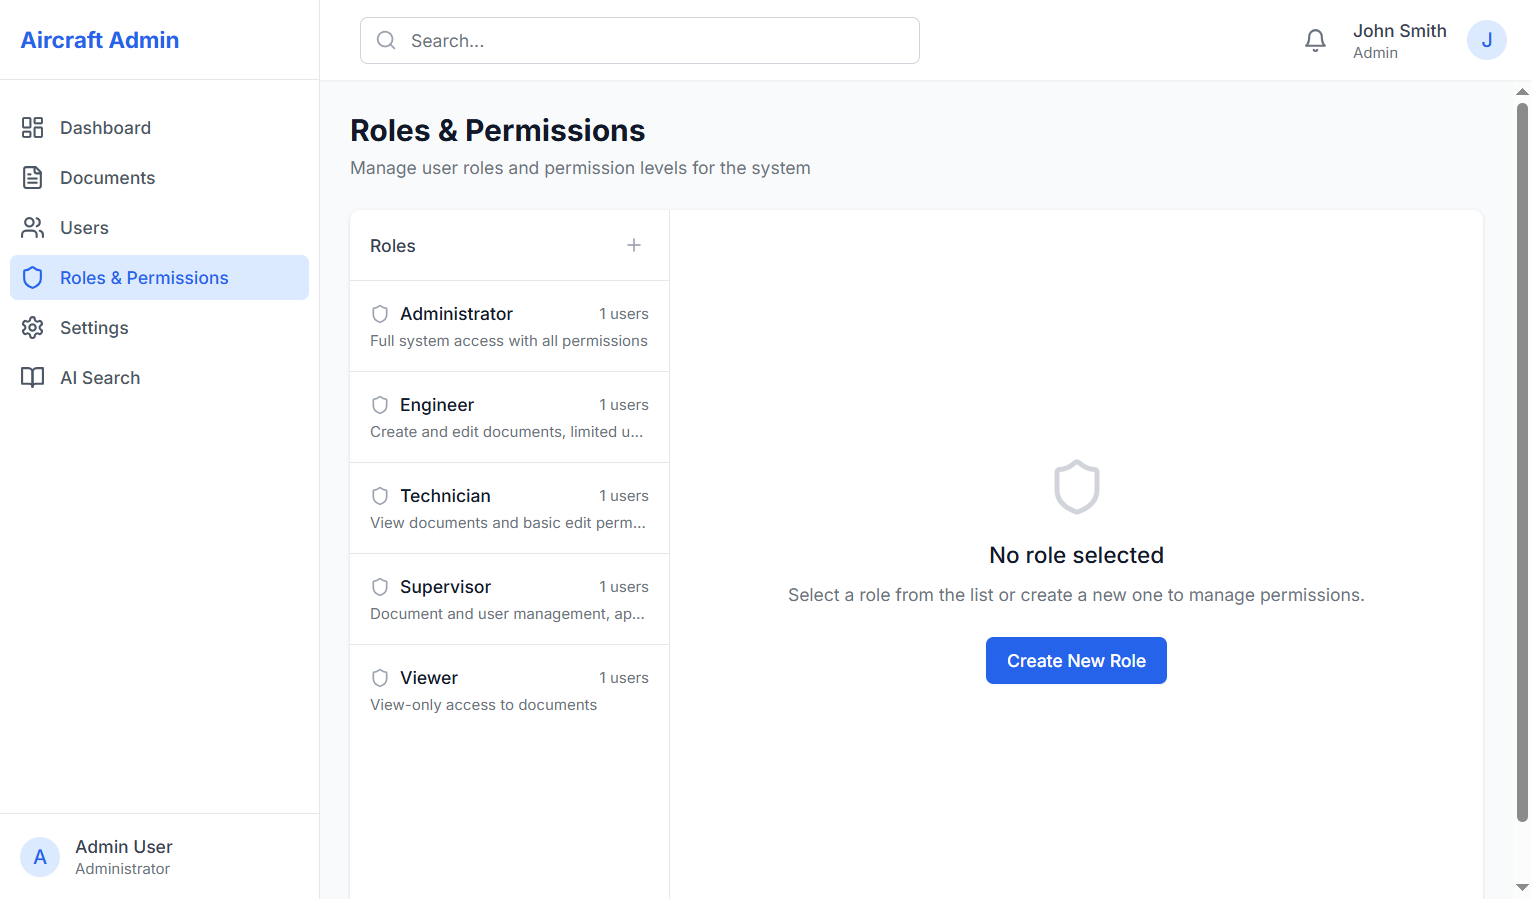 Aircraft Admin
Search...
John Smith
Admin
J
Dashboard
Documents
Users
Roles & Permissions
Settings
AI Search
A
Admin User
Administrator
Roles & Permissions
Manage user roles and permission levels for the system
Roles
Administrator 1 users
Full system access with all permissions
Engineer 1 users
Create and edit documents, limited u...
Technician 1 users
View documents and basic edit perm...
Supervisor 1 users
Document and user management, ap...
Viewer 1 users
View-only access to documents
No role selected
Select a role from the list or create a new one to manage permissions.
Create New Role